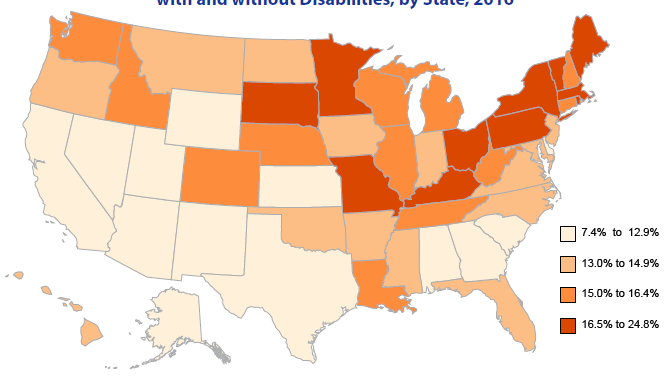 with and without Disabilities, by State, 2016
7.4% to 12.9%
13.0% to 14.9%
15.0% to 16.4%
16.5% to 24.8%